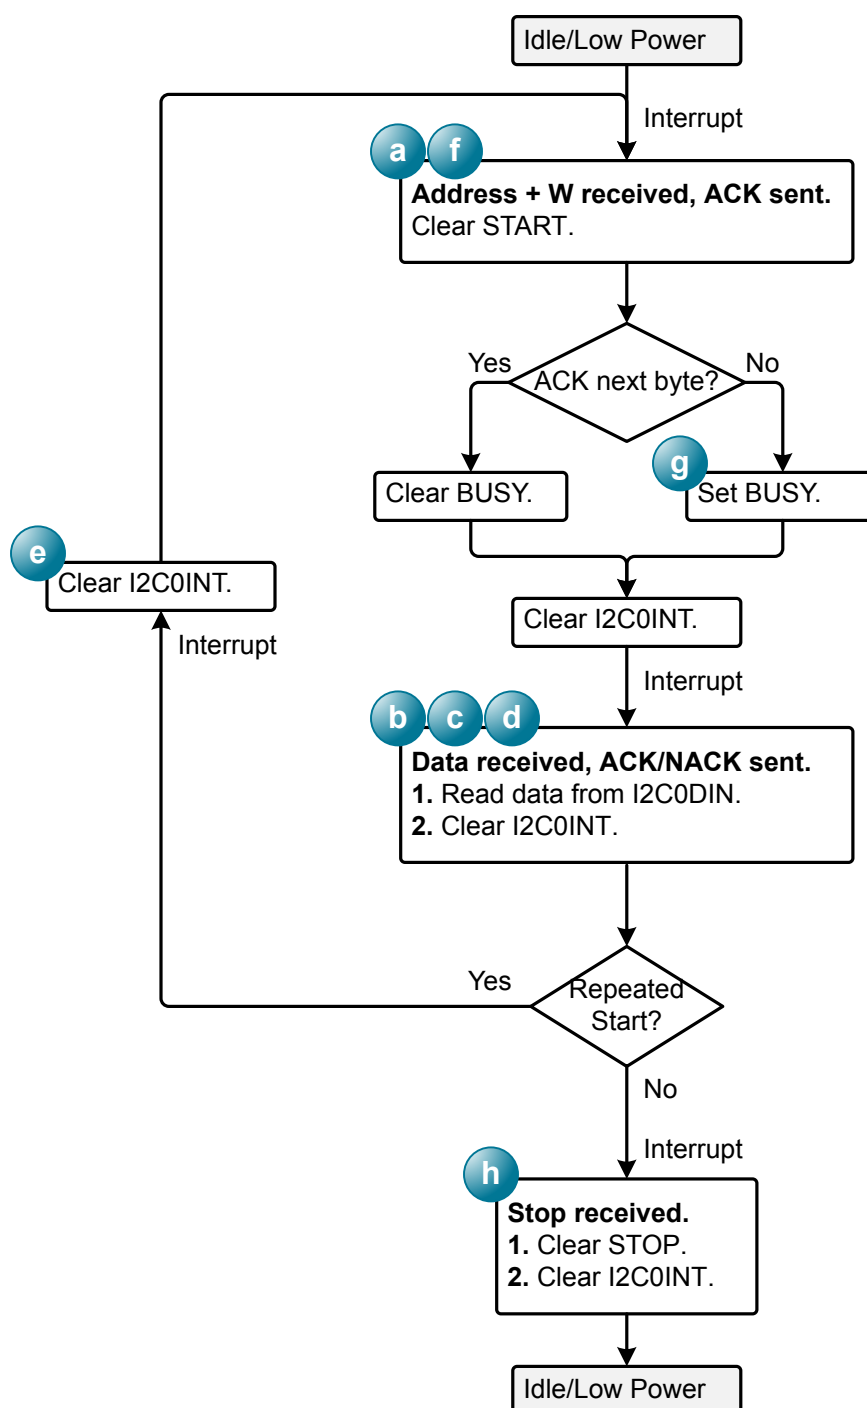 Idle/Low Power
Interrupt
a f
Address + W received, ACK sent.
Clear START.
Yes
No
ACK next byte?
g
Clear BUSY.
Set BUSY.
e
Clear I2C0INT.
Clear I2C0INT.
Interrupt
Interrupt
b c d
Data received, ACK/NACK sent.
1. Read data from I2C0DIN.
2. Clear I2C0INT.
Yes
Repeated
Start?
No
Interrupt
h
Stop received.
1. Clear STOP.
2. Clear I2C0INT.
Idle/Low Power